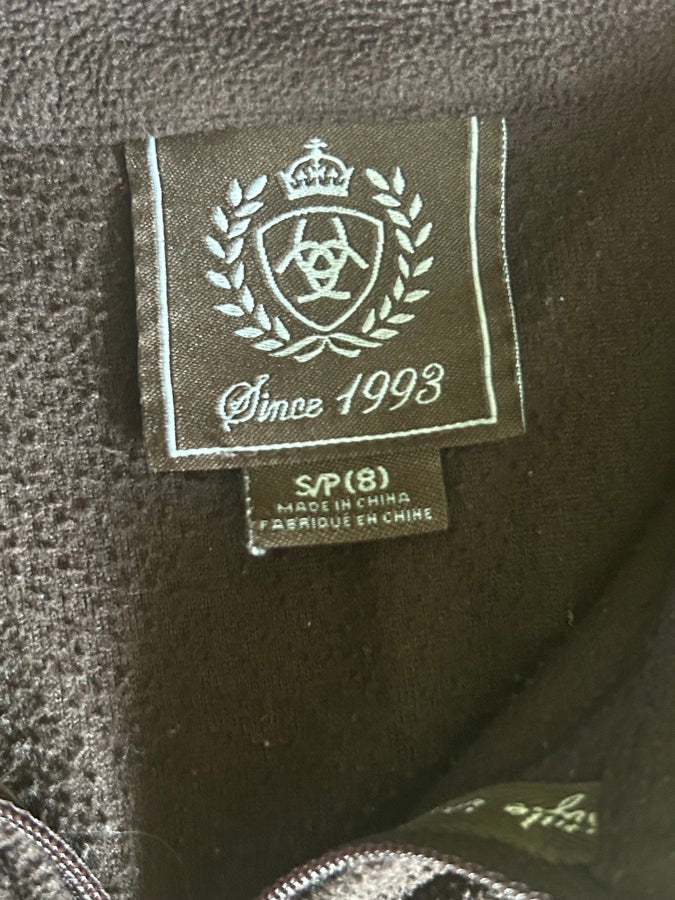 Since 1993
S/P (8)
MADE IN CHINA
FABRIQUÉ EN CHINE